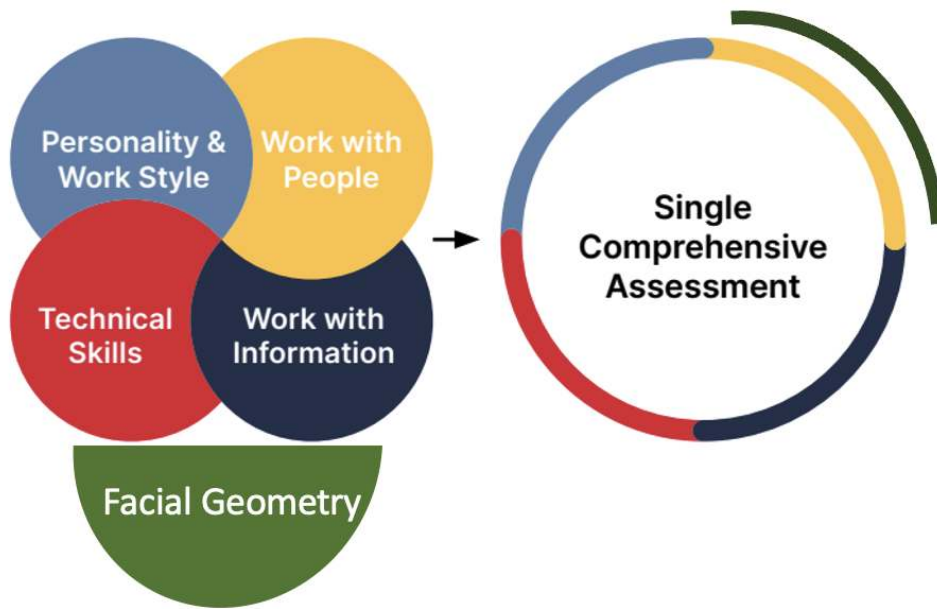 Personality &
Work Style
Work with
People
Technical
Skills
Work with
Information
Facial Geometry
Single
Comprehensive
Assessment